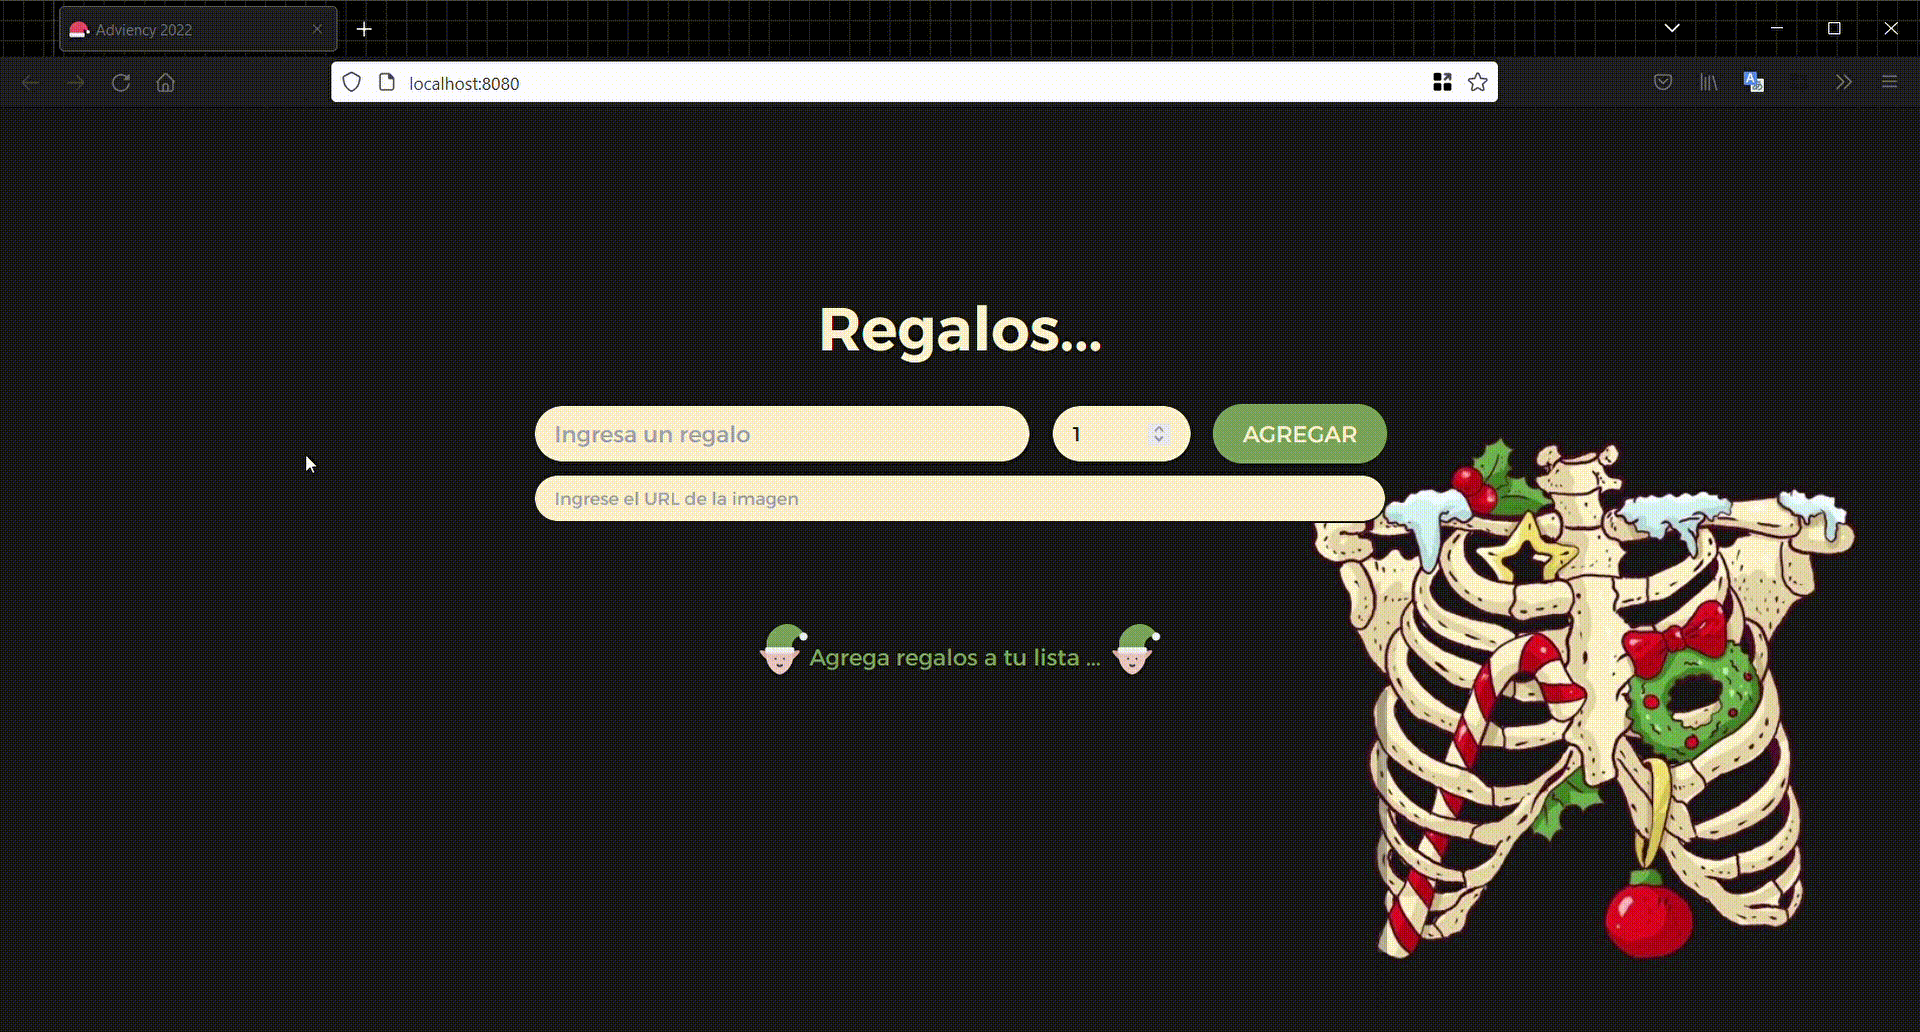 Adviency 2022
localhost:8080
Regalos...
Ingresa un regalo
1
AGREGAR
Ingrese el URL de la imagen
Agrega regalos a tu lista ...